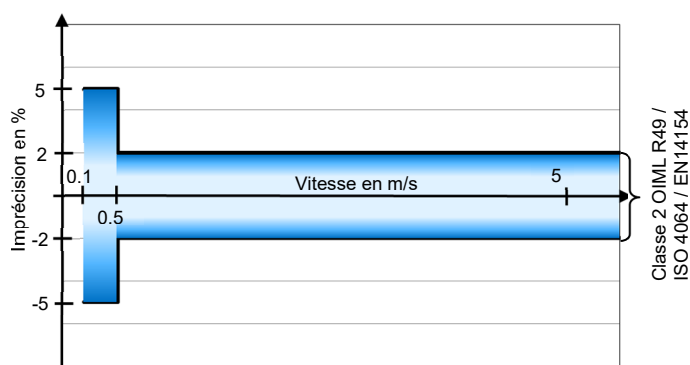 Imprécision en %
5
2
-2
-5
0.1
0.5
Vitesse en m/s
5
Classe 2 OIML R49 /
ISO 4064 / EN14154